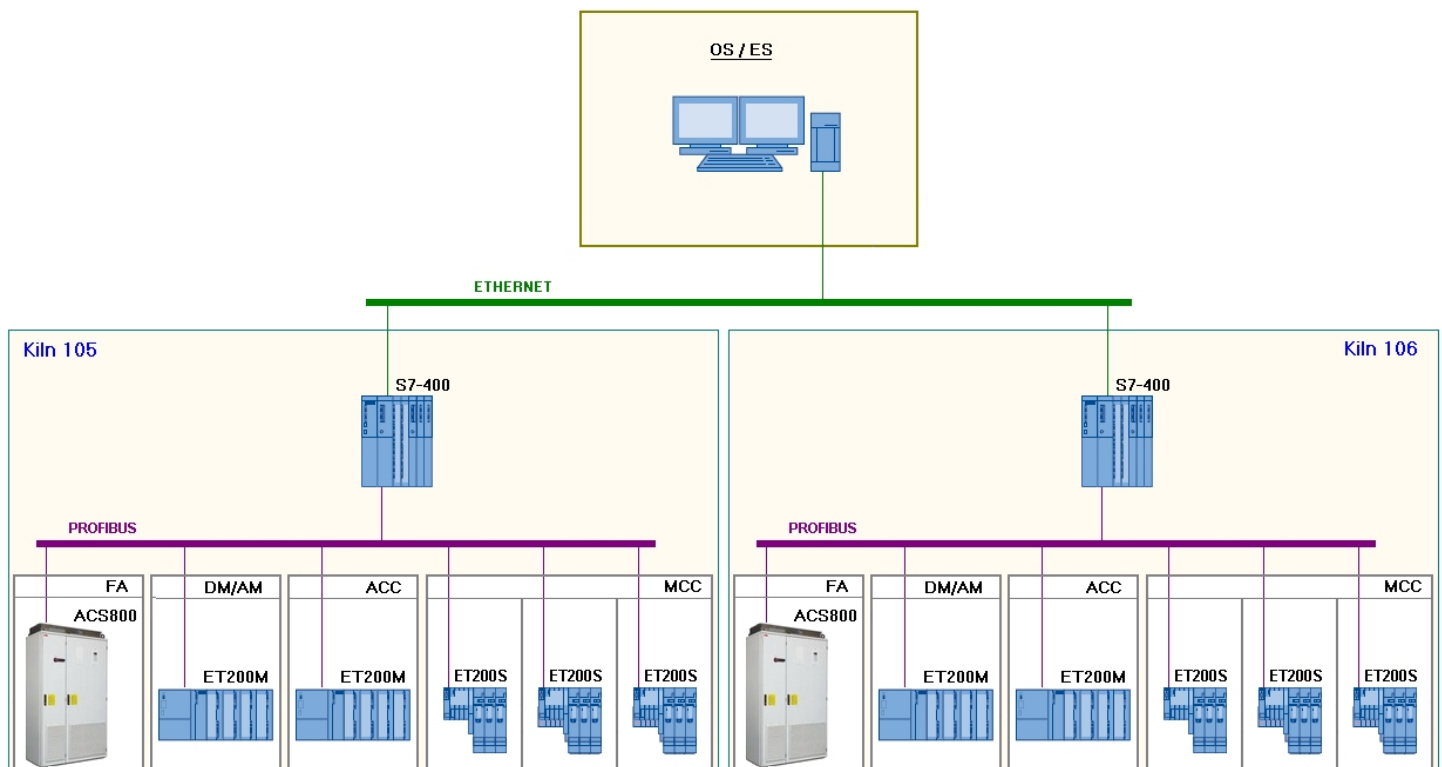 OS / ES
ETHERNET
Kiln 105
Kiln 106
S7-400
S7-400
PROFIBUS
PROFIBUS
FA
DM/AM
ACC
MCC
FA
DM/AM
ACC
MCC
ACS800
ACS800
ET200M
ET200M
ET200S
ET200S
ET200S
ET200M
ET200M
ET200S
ET200S
ET200S